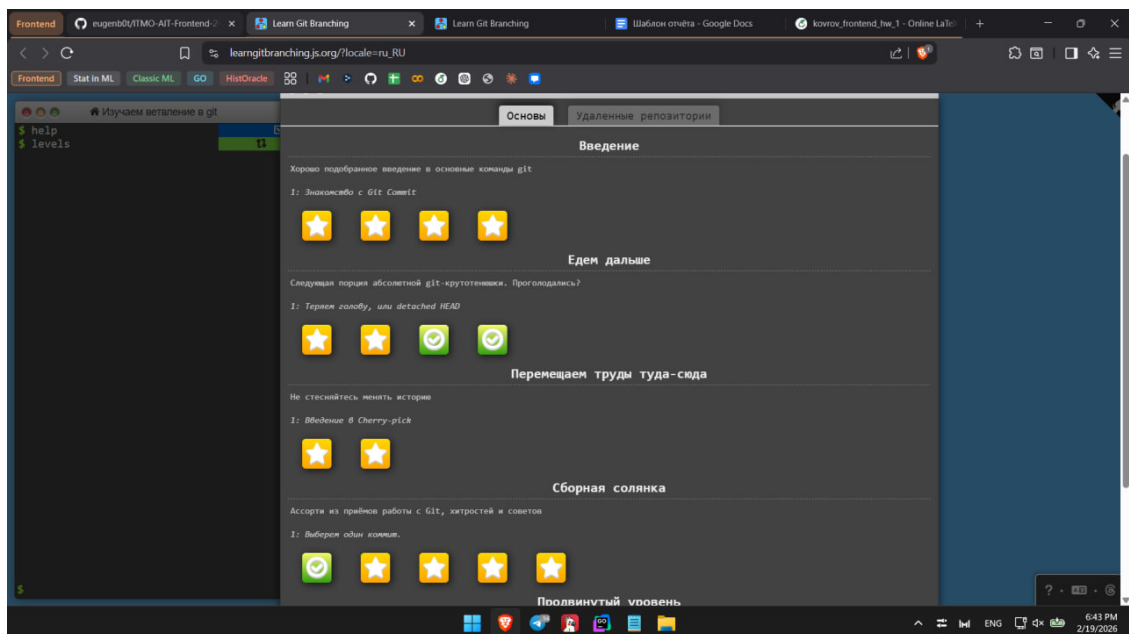 Frontend
eugenb0t/ITMO-AIT-Frontend-2
Learn Git Branching
Learn Git Branching
Шаблон отчёта - Google Docs
kovrov_frontend_hw_1 - Online LaTeX
learngitbranching.js.org/?locale=ru_RU
Frontend
Stat in ML
Classic ML
GO
HistOracle
Изучаем ветвление в git
$ help
$ levels
$
Основы
Удаленные репозитории
Введение
Хорошо подобранное введение в основные команды git
1: Знакомство с Git Commit
Едем дальше
Следующая порция абсолютной git-крутотенюшки. Проголодались?
1: Теряем голову, или detached HEAD
Перемещаем труды туда-сюда
Не стесняйтесь менять историю
1: Введение в Cherry-pick
Сборная солянка
Ассорти из приёмов работы с Git, хитростей и советов
1: Выберем один коммит.
Продвинутый уровень
ENG
6:43 PM
2/19/2026